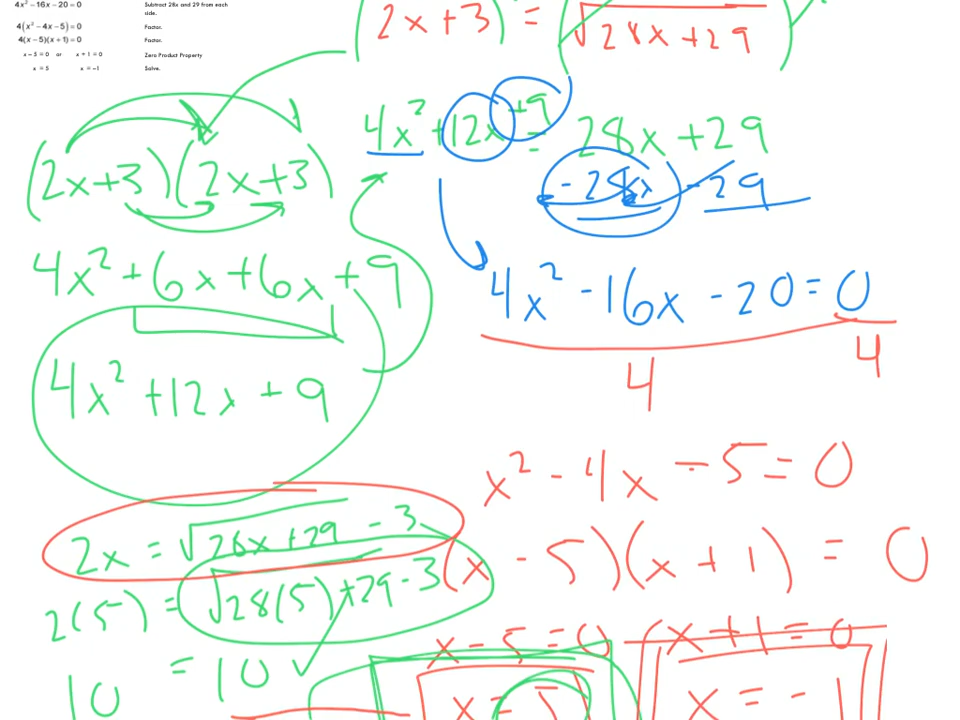 4x² - 16x - 20 = 0 Subtract 28x and 29 from each side.
4(x² - 4x - 5) = 0 Factor.
4(x - 5)(x + 1) = 0 Factor.
x - 5 = 0 or x + 1 = 0 Zero Product Property
x = 5 x = -1 Solve.
(2x+3) = (√28x+29)
4x² + 12x + 9 = 28x + 29
-28x - 29
(2x+3)(2x+3)
4x² + 6x + 6x + 9
4x² - 16x - 20 = 0
4 4
4x² + 12x + 9
x² - 4x - 5 = 0
2x = √26x+29 - 3
(x - 5)(x + 1) = 0
2(5) = √28(5) + 29 - 3
x - 5 = 0 x + 1 = 0
10 = 10 ✓
x = 5 x = -1